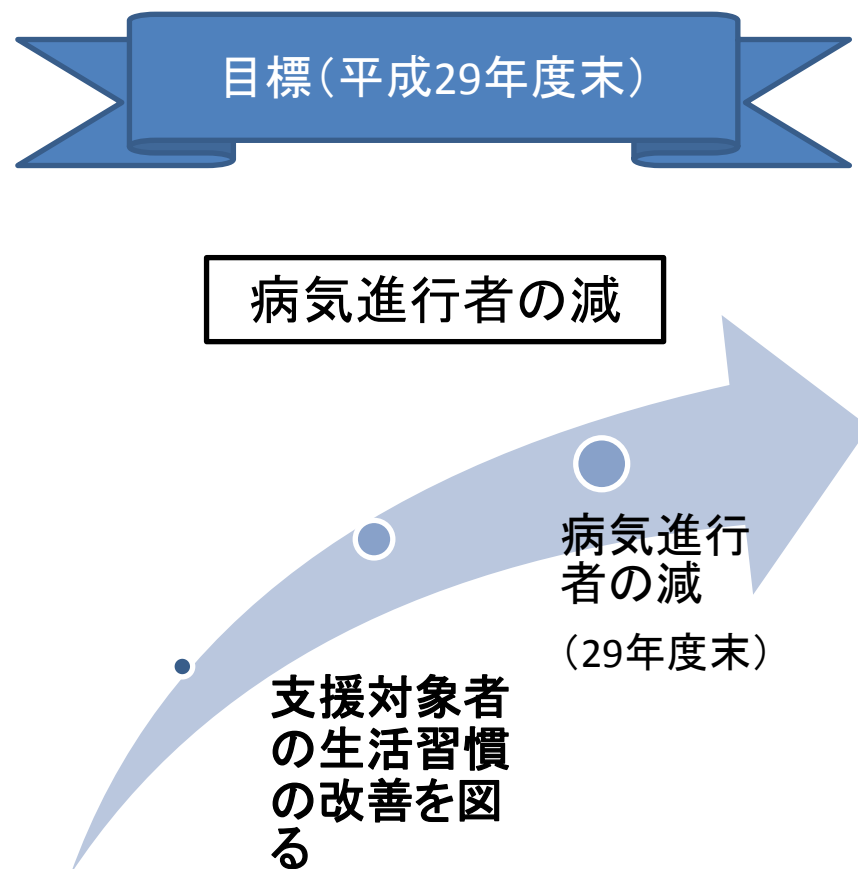 目標（平成29年度末）
病気進行者の減
病気進行
者の減
（29年度末）
支援対象者
の生活習慣
の改善を図
る